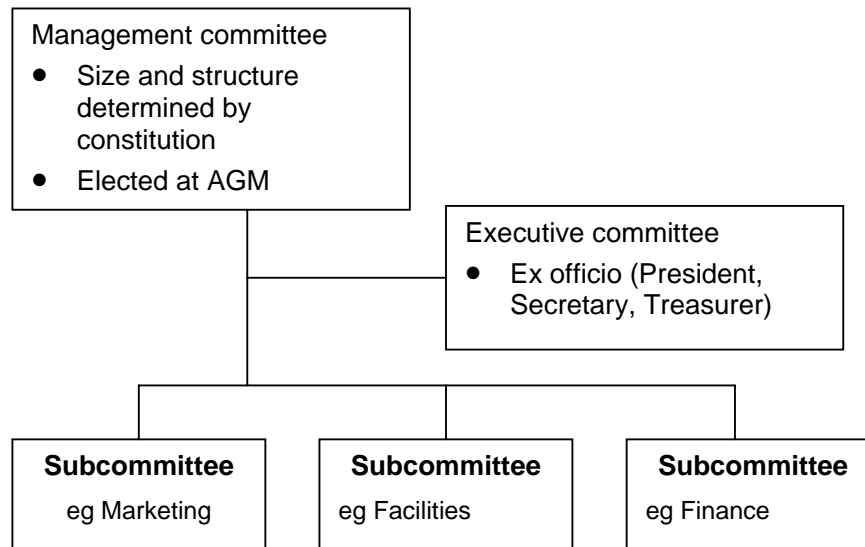 Management committee
● Size and structure
determined by
constitution
● Elected at AGM
Executive committee
● Ex officio (President,
Secretary, Treasurer)
Subcommittee
eg Marketing
Subcommittee
eg Facilities
Subcommittee
eg Finance